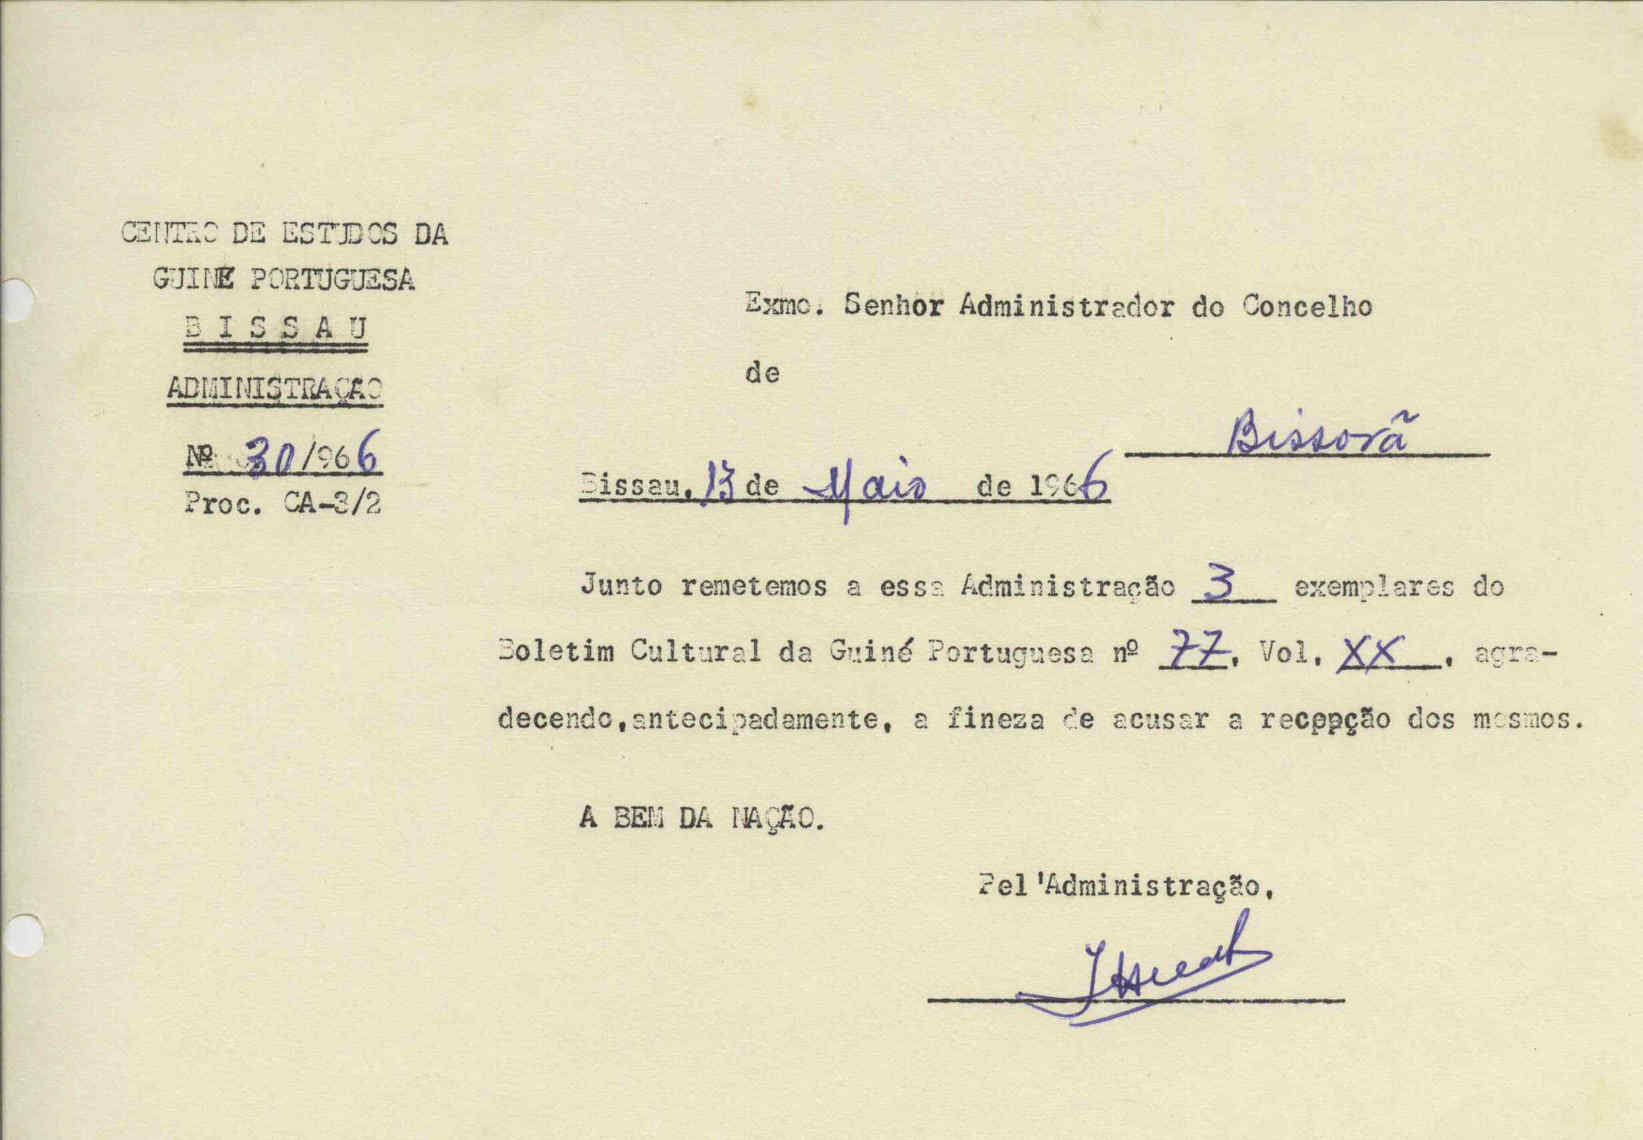 CENTRO DE ESTUDOS DA
GUINÉ PORTUGUESA
B I S S A U
ADMINISTRAÇÃO
Nº 30/966
Proc. CA-3/2
Exmo. Senhor Administrador do Concelho
de
Bissorã
Bissau, 13 de Maio de 1966
Junto remetemos a essa Administração 3 exemplares do
Boletim Cultural da Guiné Portuguesa nº 77, Vol. XX, agra-
decendo,antecipadamente, a fineza de acusar a recppção dos mesmos.
A BEM DA NAÇÃO.
Pel'Administração,